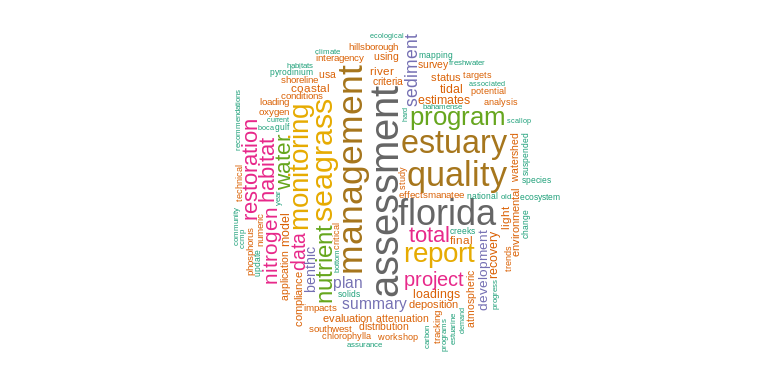 ecological
hillsborough
climate
interagency
using
sediment
mapping
freshwater
survey
habitats
pyrodinium
usa
river
status
targets
shoreline
criteria
associated
coastal
tidal
potential
conditions
estimates
analysis
loading
management
assessment
bahamense
oxygen
seagrass
hard
program
scallop
current
recommendations
boca
gulf
monitoring
restoration
habitat
water
estuary
watershed
suspended
quality
study
species
technical
year
effects
manatee
national
old
ecosystem
florida
environmental
light
change
community
ccmp
numeric
model
data
nutrient
critical
total
creeks
final
nitrogen
phosphorus
update
benthic
bottom
report
development
recovery
trends
application
plan
project
atmospheric
progress
compliance
solids
loadings
summary
impacts
deposition
evaluation
attenuation
tracking
programs
estuarine
demand
southwest
distribution
chlorophylla
workshop
carbon
assurance